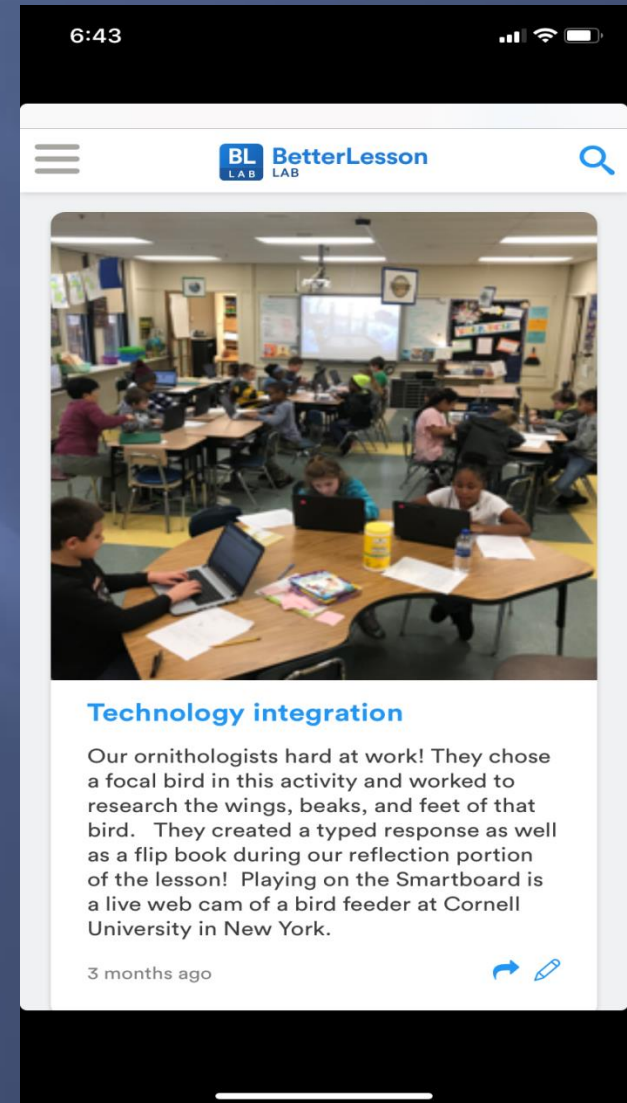 6:43
BL LAB BetterLesson LAB
Technology integration
Our ornithologists hard at work! They chose
a focal bird in this activity and worked to
research the wings, beaks, and feet of that
bird. They created a typed response as well
as a flip book during our reflection portion
of the lesson! Playing on the Smartboard is
a live web cam of a bird feeder at Cornell
University in New York.
3 months ago